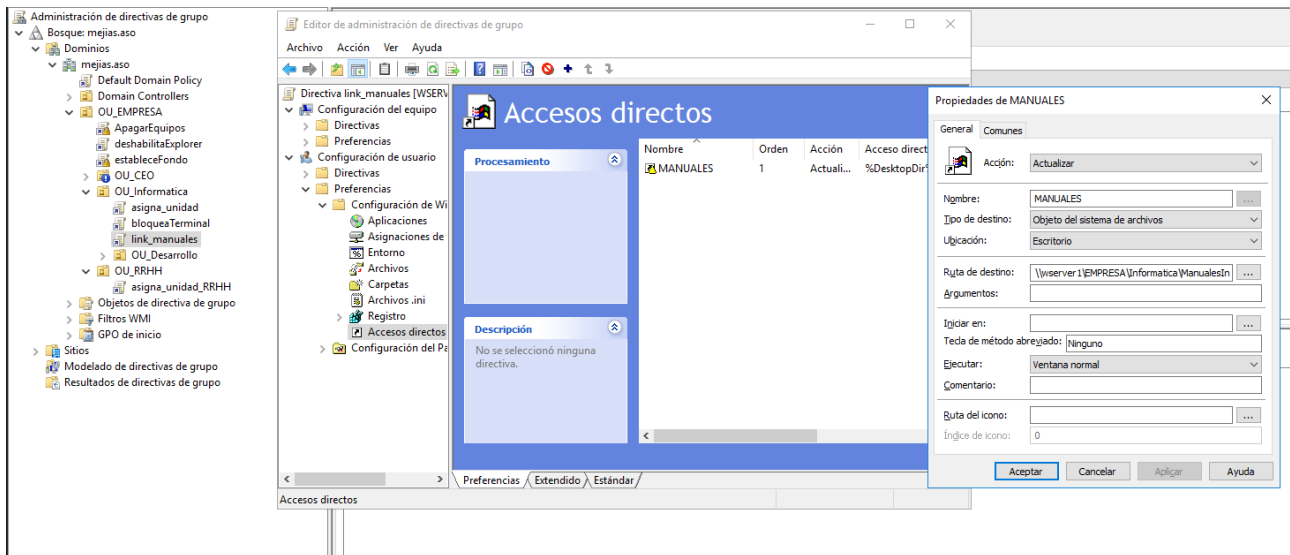 Administración de directivas de grupo
Bosque: mejias.aso
Dominios
mejias.aso
Default Domain Policy
Domain Controllers
OU_EMPRESA
ApagarEquipos
deshabilitaExplorer
estableceFondo
OU_CEO
OU_Informatica
asigna_unidad
bloqueaTerminal
link_manuales
OU_Desarrollo
OU_RRHH
asigna_unidad_RRHH
Objetos de directiva de grupo
Filtros WMI
GPO de inicio
Sitios
Modelado de directivas de grupo
Resultados de directivas de grupo
Editor de administración de directivas de grupo
Archivo Acción Ver Ayuda
Directiva link_manuales [WSERV
Configuración del equipo
Directivas
Preferencias
Configuración de usuario
Directivas
Preferencias
Configuración de Wi
Aplicaciones
Asignaciones de
Entorno
Archivos
Carpetas
Archivos .ini
Registro
Accesos directos
Configuración del Pa
Accesos directos
Procesamiento
Descripción
No se seleccionó ninguna
directiva.
Nombre Orden Acción Acceso direct
MANUALES 1 Actuali... %DesktopDir%
Preferencias Extendido Estándar
Accesos directos
Propiedades de MANUALES
General Comunes
Acción: Actualizar
Nombre: MANUALES ...
Tipo de destino: Objeto del sistema de archivos
Ubicación: Escritorio
Ruta de destino: \\wserver1\EMPRESA\Informatica\ManualesIn ...
Argumentos:
Iniciar en: ...
Tecla de método abreviado: Ninguno
Ejecutar: Ventana normal
Comentario:
Ruta del icono: ...
Índice de icono: 0
Aceptar Cancelar Aplicar Ayuda